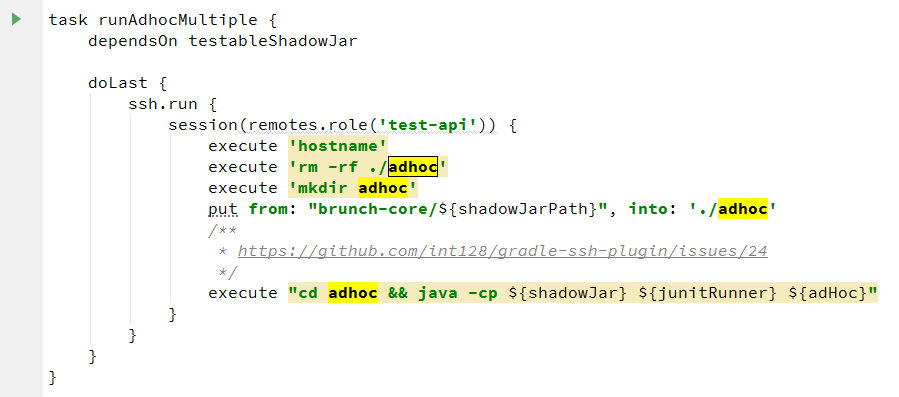 task runAdhocMultiple {
    dependsOn testableShadowJar

    doLast {
        ssh.run {
            session(remotes.role('test-api')) {
                execute 'hostname'
                execute 'rm -rf ./adhoc'
                execute 'mkdir adhoc'
                put from: "brunch-core/${shadowJarPath}", into: './adhoc'
                /**
                 * https://github.com/int128/gradle-ssh-plugin/issues/24
                 */
                execute "cd adhoc && java -cp ${shadowJar} ${junitRunner} ${adHoc}"
            }
        }
    }
}